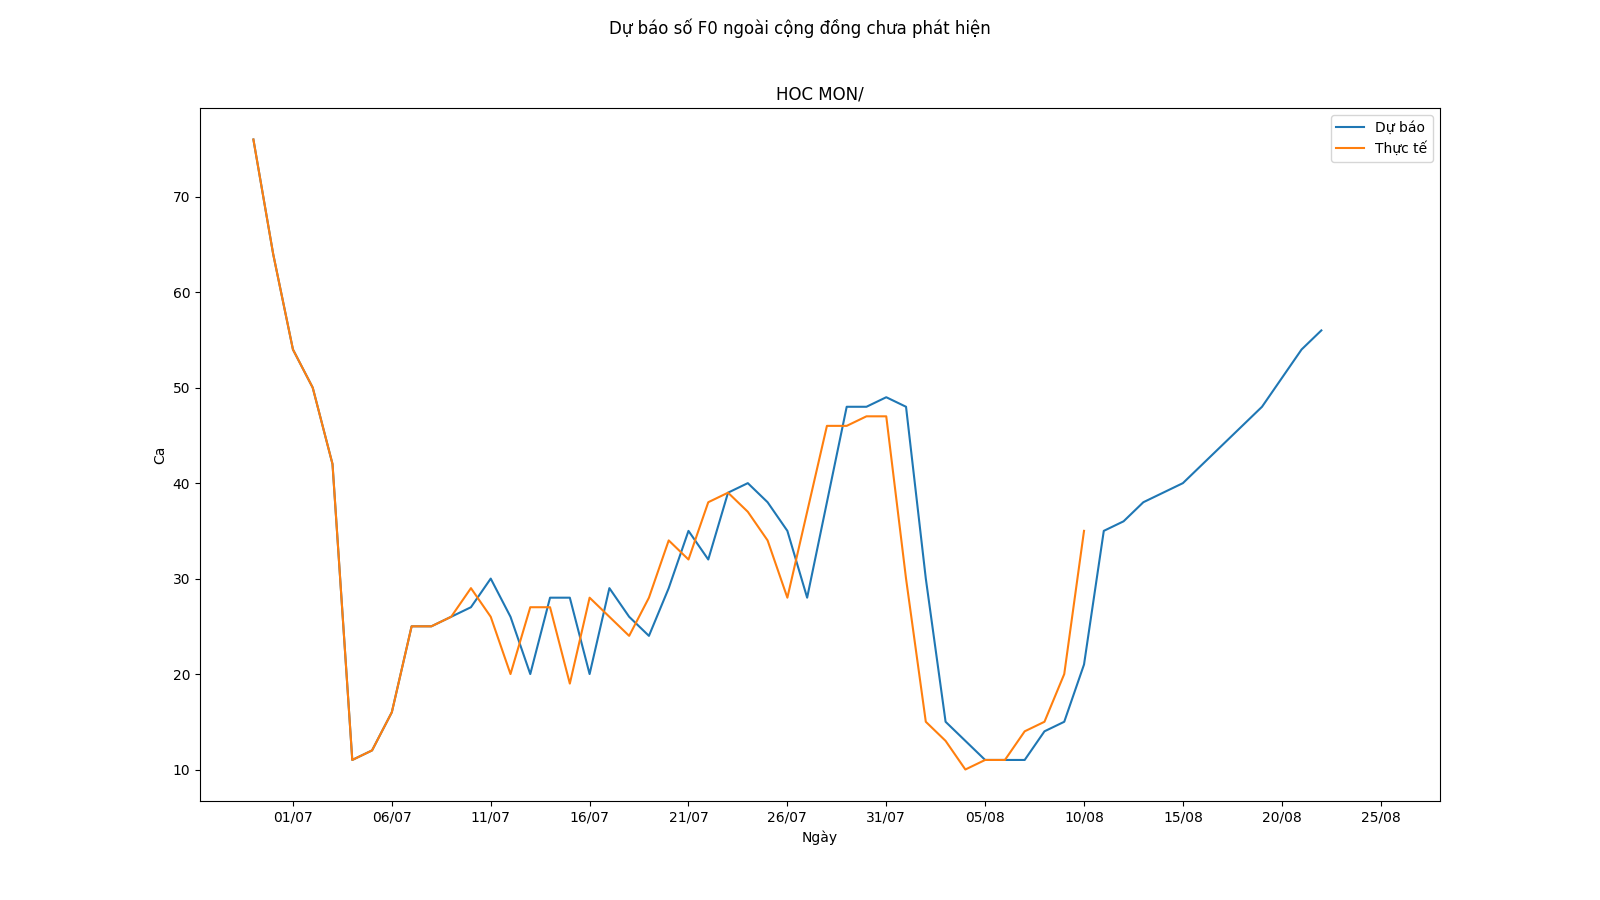 Dự báo số F0 ngoài cộng đồng chưa phát hiện
HOC MON/
Dự báo
Thực tế
70
60
50
40
30
20
10
Ca
01/07 06/07 11/07 16/07 21/07 26/07 31/07 05/08 10/08 15/08 20/08 25/08
Ngày